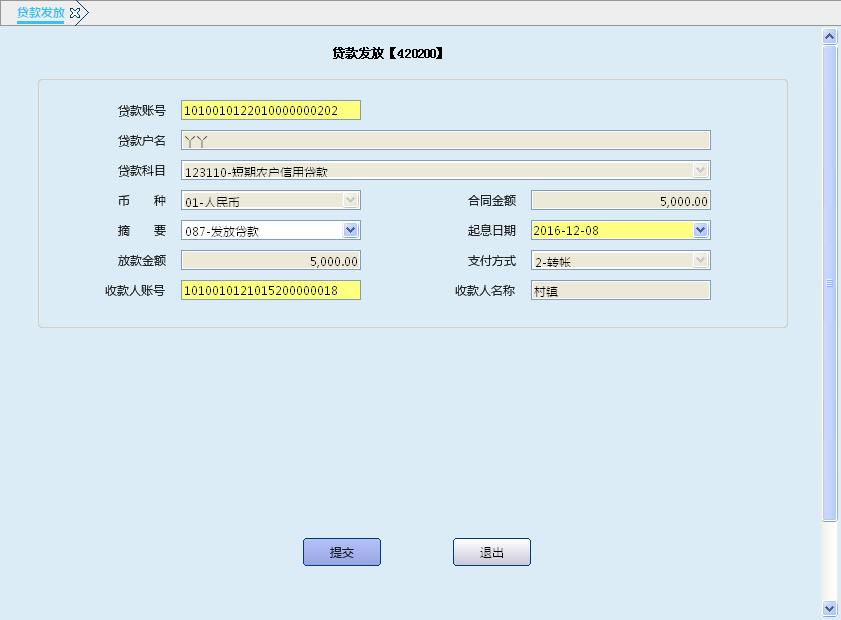 贷款发放
贷款发放【420200】
贷款账号 1010010122010000000202
贷款户名 丫丫
贷款科目 123110-短期农户信用贷款
币 种 01-人民币 合同金额 5,000.00
摘 要 087-发放贷款 起息日期 2016-12-08
放款金额 5,000.00 支付方式 2-转帐
收款人账号 1010010121015200000018 收款人名称 村镇
提交 退出